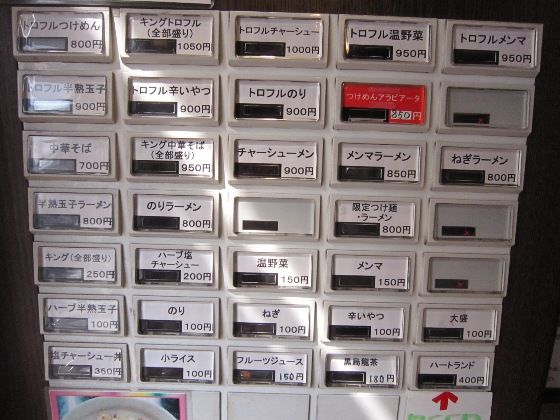 トロフルつけめん
800円
キングトロフル
(全部盛り)
1050円
トロフルチャーシュー
1000円
トロフル温野菜
950円
トロフルメンマ
950円
トロフル半熟玉子
900円
トロフル辛いやつ
900円
トロフルのり
900円
つけめんアラビアータ
850円
中華そば
700円
キング中華そば
(全部盛り)
950円
チャーシューメン
900円
メンマラーメン
850円
ねぎラーメン
800円
半熟玉子ラーメン
800円
のりラーメン
800円
限定つけ麺
・ラーメン
800円
キング(全部盛り)
250円
ハーブ塩
チャーシュー
200円
温野菜
150円
メンマ
150円
ハーブ半熟玉子
100円
のり
100円
ねぎ
100円
辛いやつ
100円
大盛
100円
塩チャーシュー丼
350円
小ライス
100円
フルーツジュース
150円
黒烏龍茶
180円
ハートランド
400円